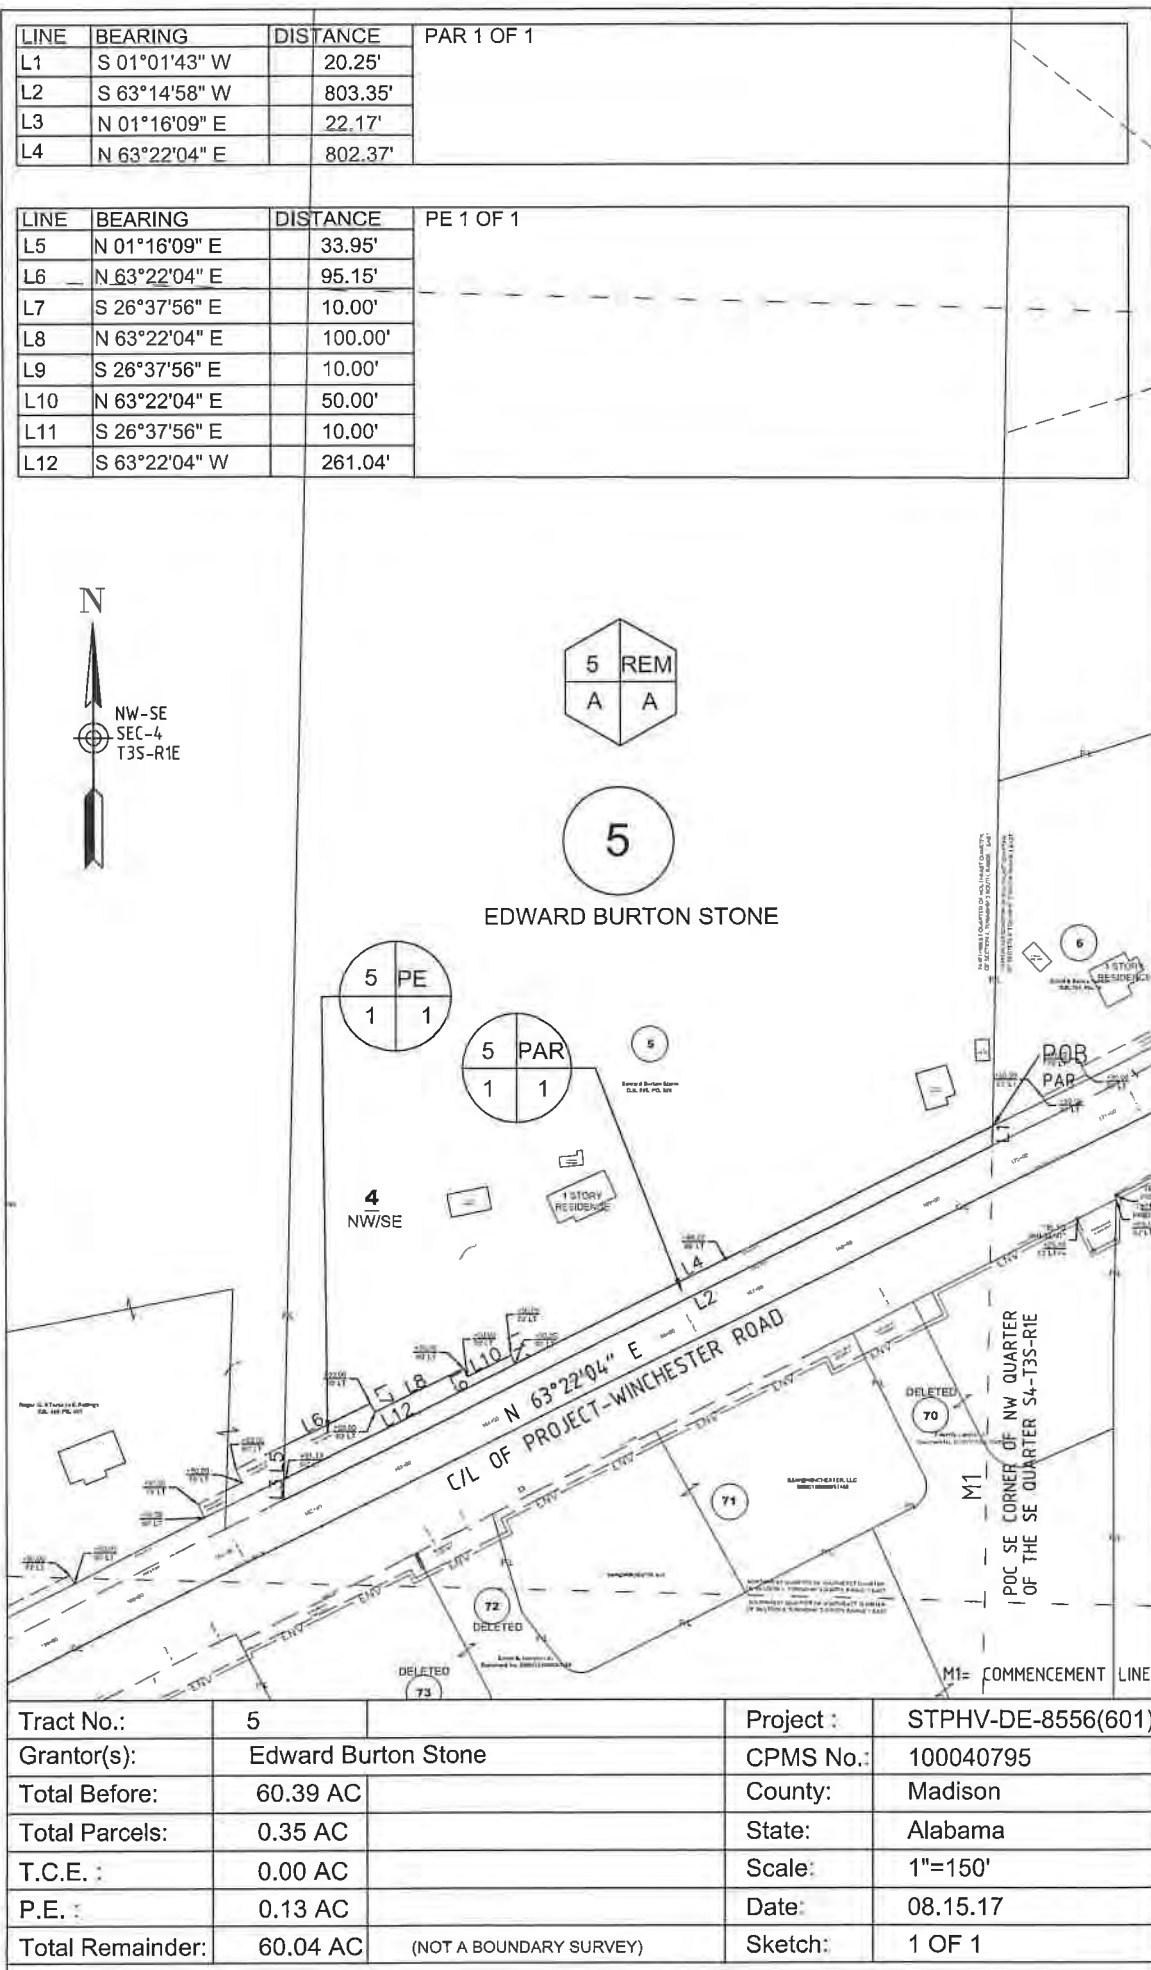 LINE BEARING DISTANCE PAR 1 OF 1
L1 S 01°01'43" W 20.25'
L2 S 63°14'58" W 803.35'
L3 N 01°16'09" E 22.17'
L4 N 63°22'04" E 802.37'
LINE BEARING DISTANCE PE 1 OF 1
L5 N 01°16'09" E 33.95'
L6 N 63°22'04" E 95.15'
L7 S 26°37'56" E 10.00'
L8 N 63°22'04" E 100.00'
L9 S 26°37'56" E 10.00'
L10 N 63°22'04" E 50.00'
L11 S 26°37'56" E 10.00'
L12 S 63°22'04" W 261.04'
N
NW-SE
SEC-4
T3S-R1E
5 REM
A A
5
EDWARD BURTON STONE
5 PE
1 1
5 PAR
1 1
5
6
1 STORY
RESIDENCE
POB
PAR
L1
4
NW/SE
1 STORY
RESIDENCE
L4
L2
L10
L8
L12
L6
L5
L3
N 63°22'04" E
C/L OF PROJECT-WINCHESTER ROAD
ENV
ENV
ENV
ENV
ENV
ENV
ENV
ENV
DELETED
70
71
72
DELETED
DELETED
73
M1
POC SE CORNER OF NW QUARTER
OF THE SE QUARTER S4-T3S-R1E
M1= COMMENCEMENT LINE
Tract No.: 5 Project : STPHV-DE-8556(601)
Grantor(s): Edward Burton Stone CPMS No.: 100040795
Total Before: 60.39 AC County: Madison
Total Parcels: 0.35 AC State: Alabama
T.C.E. : 0.00 AC Scale: 1"=150'
P.E. : 0.13 AC Date: 08.15.17
Total Remainder: 60.04 AC (NOT A BOUNDARY SURVEY) Sketch: 1 OF 1